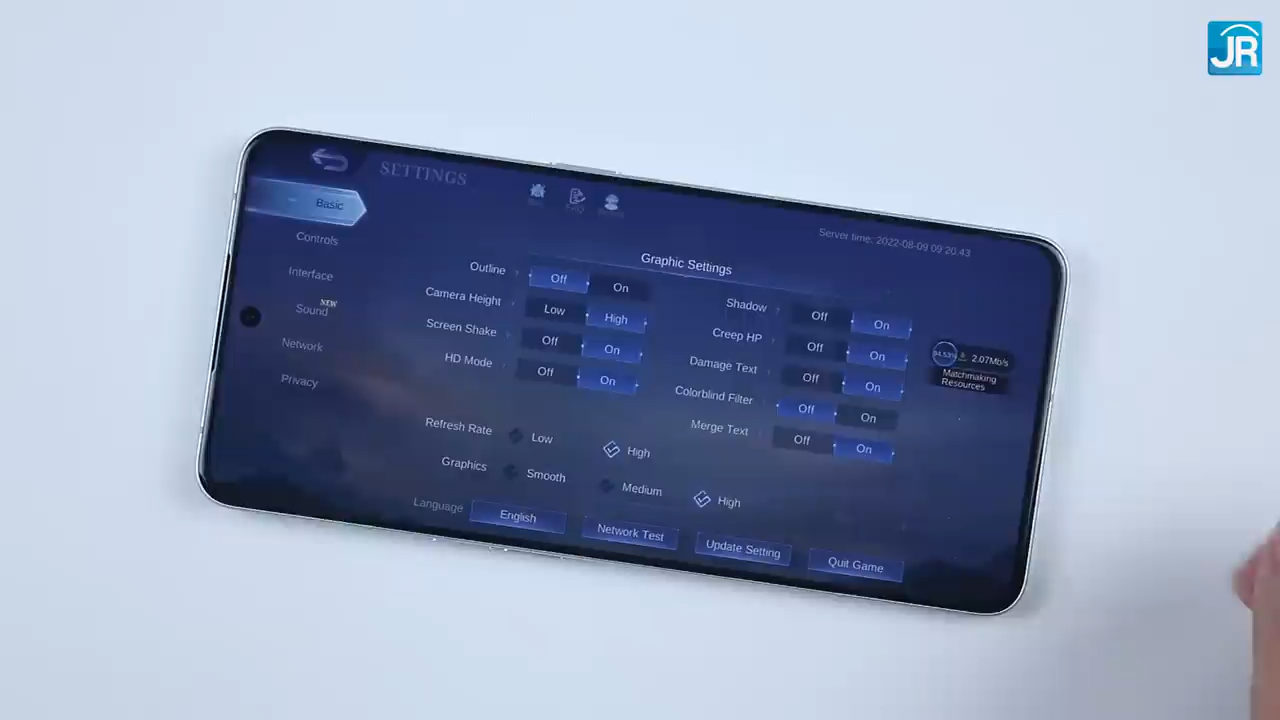 JR
SETTINGS
Basic
Controls
Interface
NEW
Sound
Network
Privacy
Server time: 2022-08-09 09:20:43
Graphic Settings
Outline Off On
Camera Height Low High
Screen Shake Off On
HD Mode Off On
Shadow Off On
Creep HP Off On
Damage Text Off On
Colorblind Filter Off On
Merge Text Off On
94.53% 2.07Mb/s
Matchmaking
Resources
Refresh Rate Low High
Graphics Smooth Medium High
Language English Network Test Update Setting Quit Game